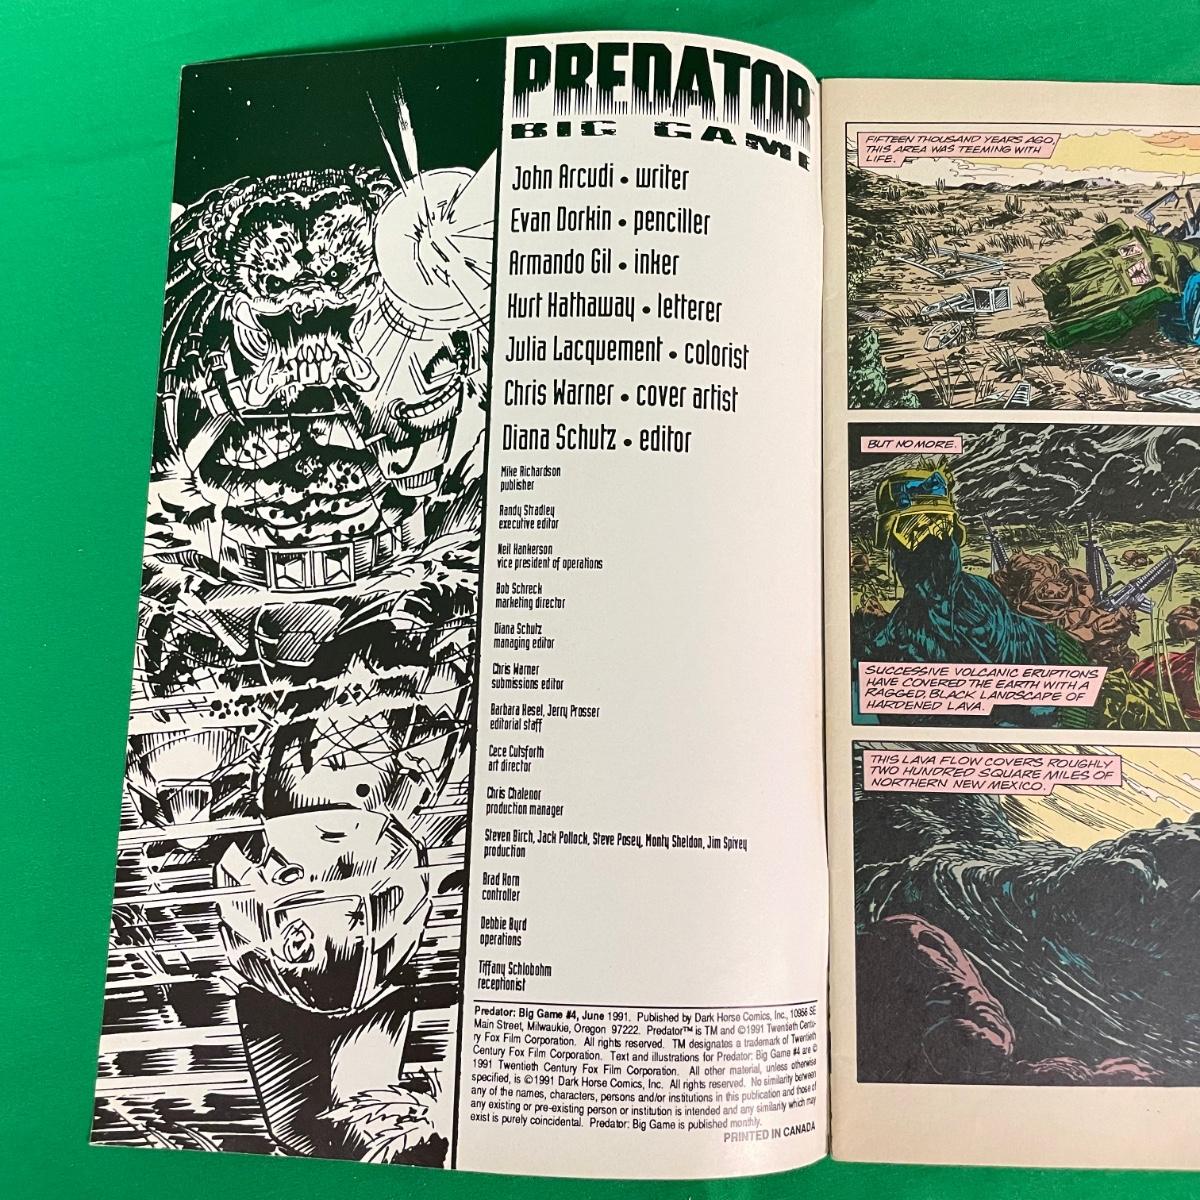 PREDATOR
BIG GAME
John Arcudi • writer
Evan Dorkin • penciller
Armando Gil • inker
Kurt Hathaway • letterer
Julia Lacquement • colorist
Chris Warner • cover artist
Diana Schutz • editor
Mike Richardson
publisher
Randy Stradley
executive editor
Neil Hankerson
vice president of operations
Bob Schreck
marketing director
Diana Schutz
managing editor
Chris Warner
submissions editor
Barbara Kesel, Jerry Prosser
editorial staff
Cece Cutsforth
art director
Chris Chalenor
production manager
Steven Birch, Jack Pollock, Steve Posey, Monty Sheldon, Jim Spivey
production
Brad Horn
controller
Debbie Byrd
operations
Tiffany Schiobohm
receptionist
Predator: Big Game #4, June 1991. Published by Dark Horse Comics, Inc., 10956 SE
Main Street, Milwaukie, Oregon 97222. Predator™ is TM and ©1991 Twentieth Centu-
ry Fox Film Corporation. All rights reserved. TM designates a trademark of Twentieth
Century Fox Film Corporation. Text and illustrations for Predator: Big Game #4 are ©
1991 Twentieth Century Fox Film Corporation. All other material, unless otherwise
specified, is ©1991 Dark Horse Comics, Inc. All rights reserved. No similarity between
any of the names, characters, persons and/or institutions in this publication and those of
any existing or pre-existing person or institution is intended and any similarity which may
exist is purely coincidental. Predator: Big Game is published monthly.
PRINTED IN CANADA
FIFTEEN THOUSAND YEARS AGO,
THIS AREA WAS TEEMING WITH
LIFE.
BUT NO MORE.
SUCCESSIVE VOLCANIC ERUPTIONS
HAVE COVERED THE EARTH WITH A
RAGGED, BLACK LANDSCAPE OF
HARDENED LAVA.
THIS LAVA FLOW COVERS ROUGHLY
TWO HUNDRED SQUARE MILES OF
NORTHERN NEW MEXICO.